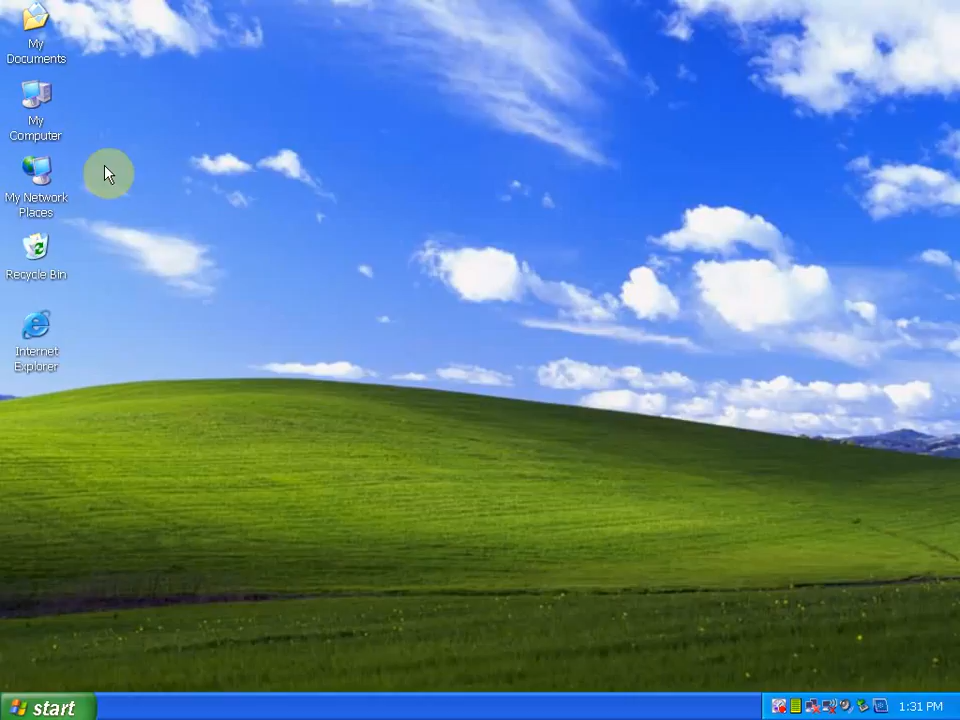 My
Documents
My
Computer
My Network
Places
Recycle Bin
Internet
Explorer
start
1:31 PM